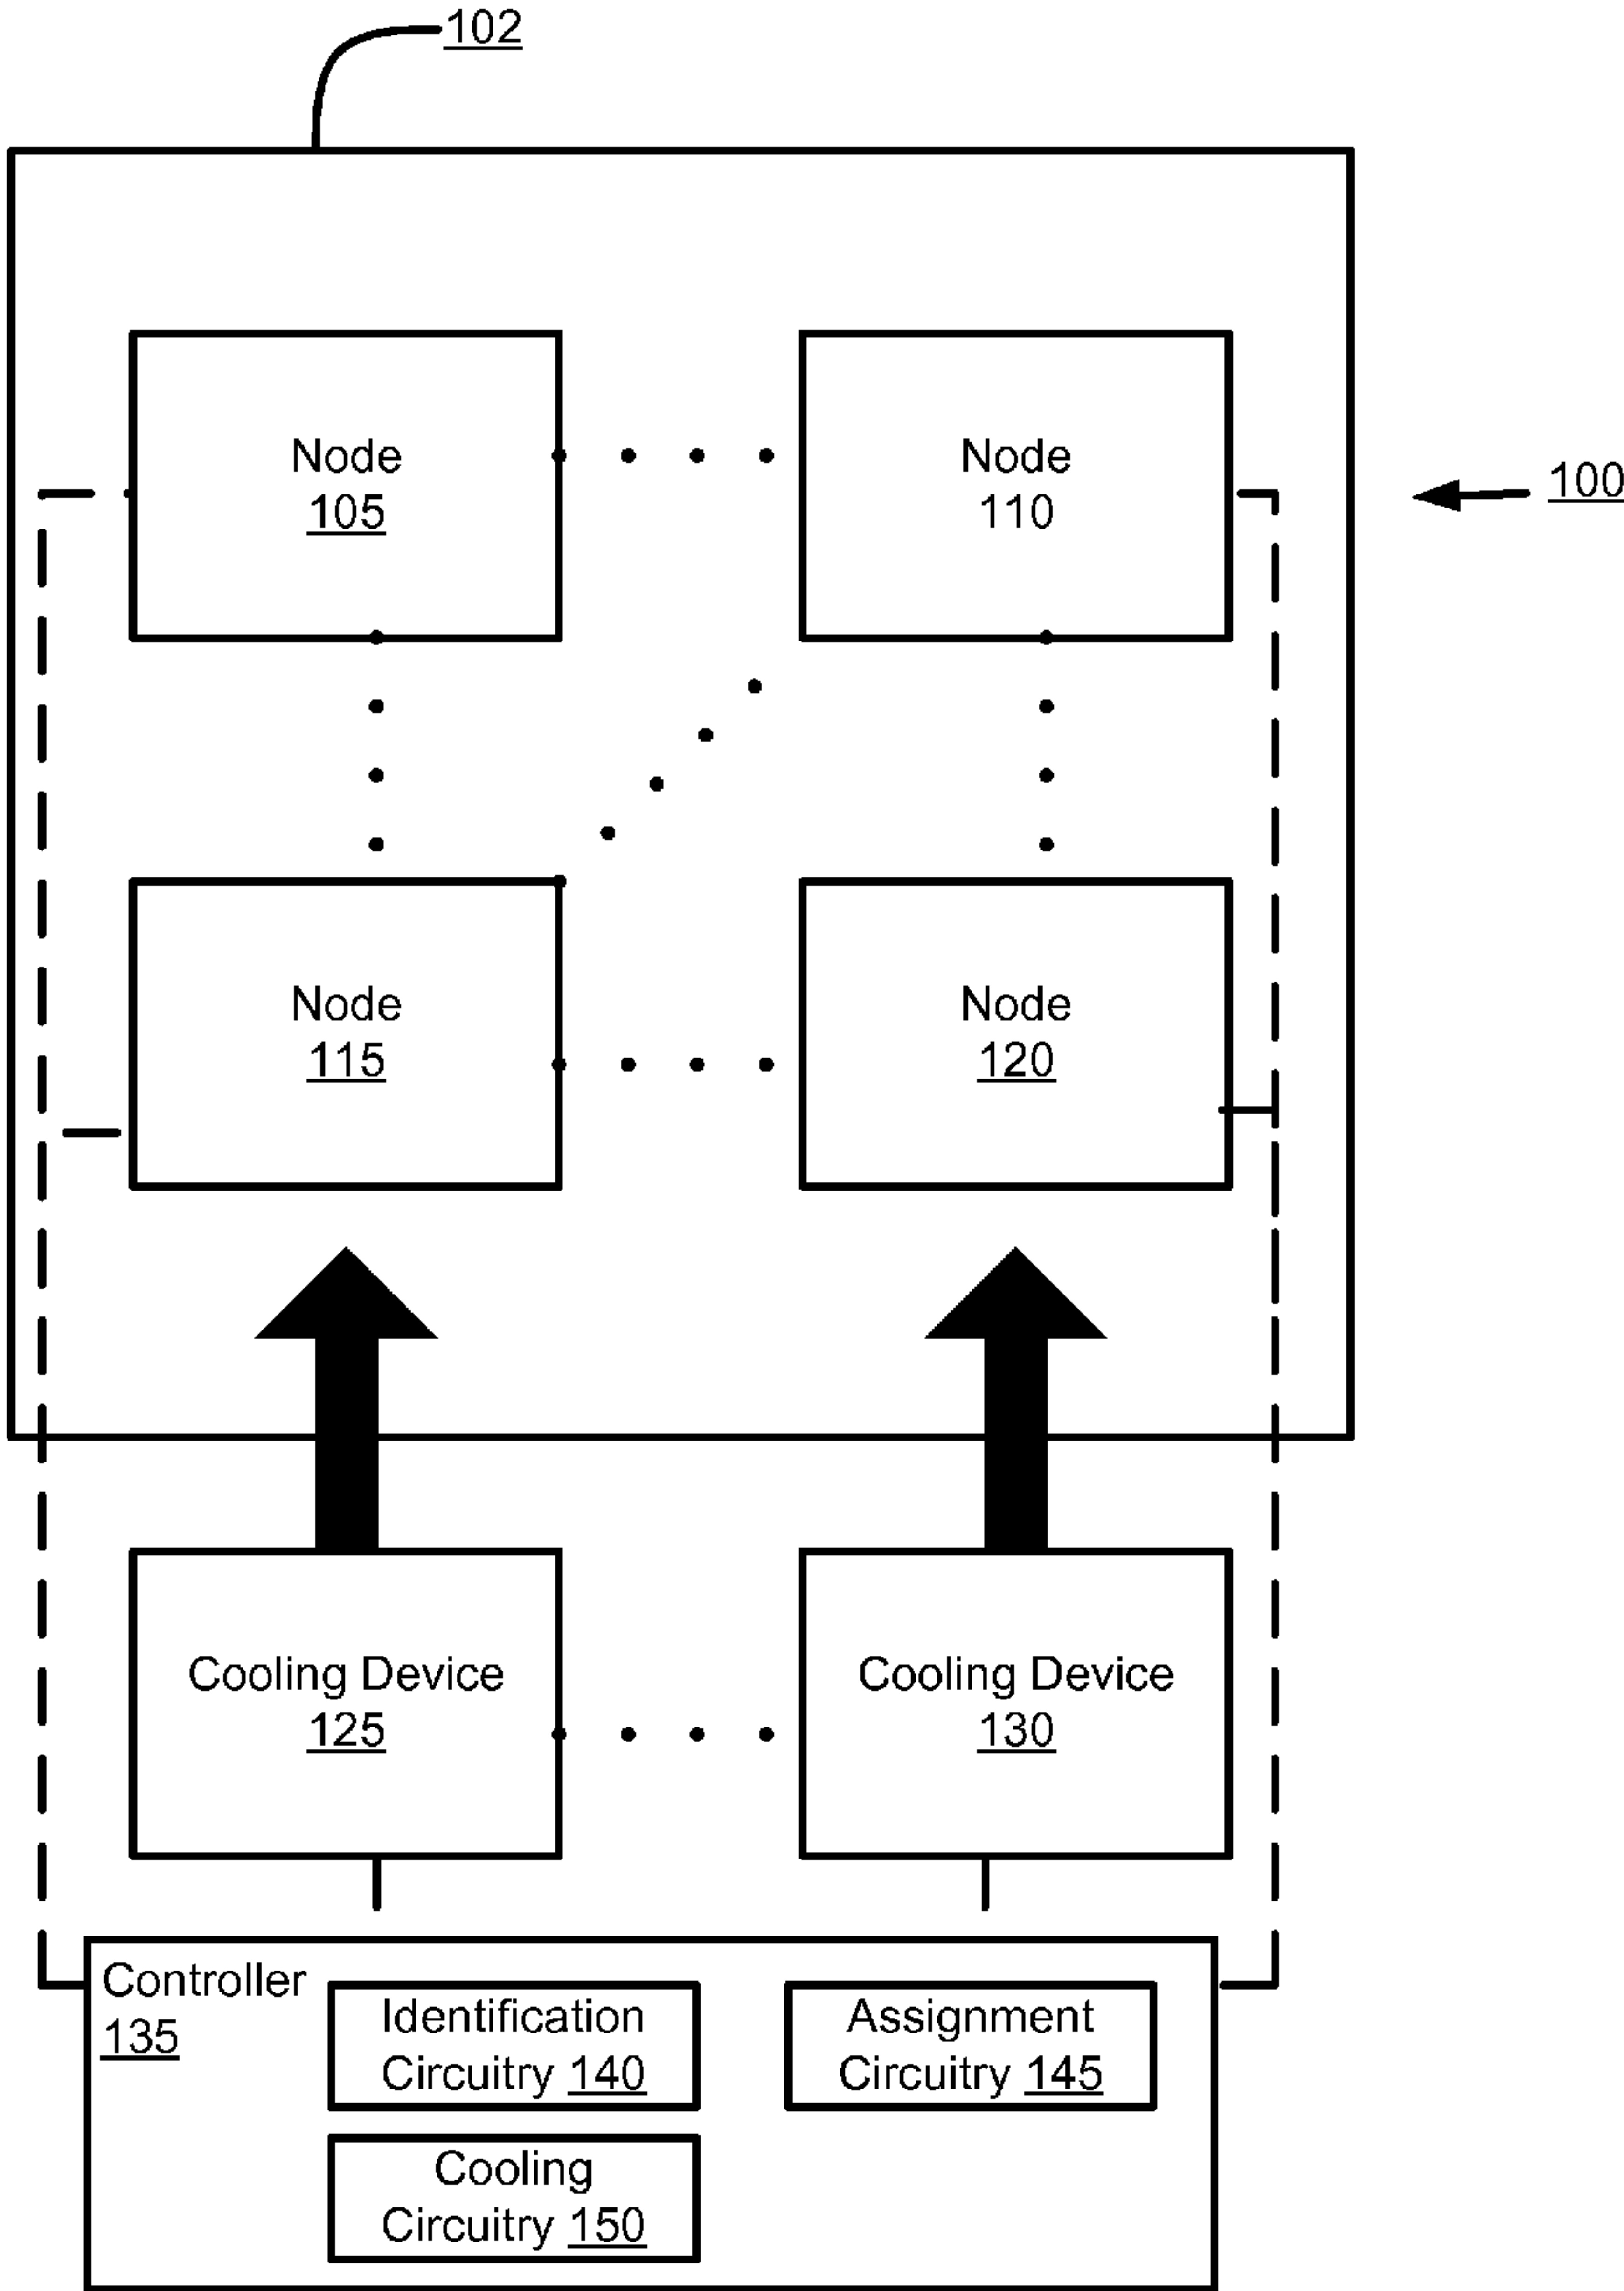 102
Node
105
Node
110
100
Node
115
Node
120
Cooling Device
125
Cooling Device
130
Controller
135
Identification
Circuitry 140
Assignment
Circuitry 145
Cooling
Circuitry 150